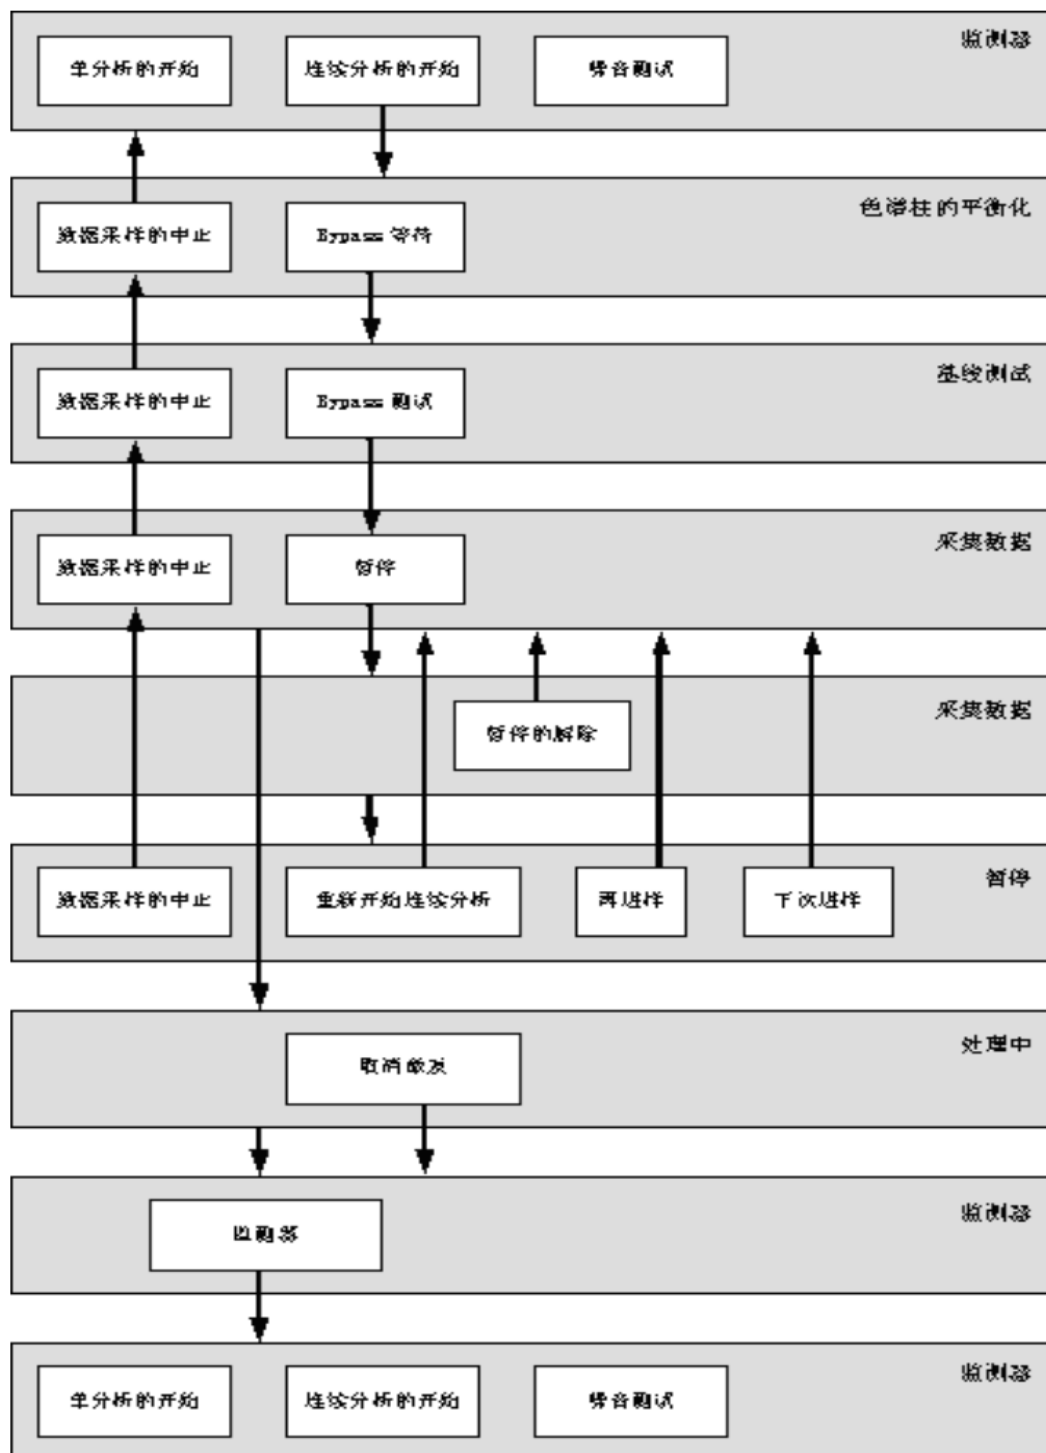 监测器
单分析的开始 连续分析的开始 噪音测试
色谱柱的平衡化
数据采样的中止 Bypass 等待
基线测试
数据采样的中止 Bypass 测试
采集数据
数据采样的中止 暂停
采集数据
暂停的解除
暂停
数据采样的中止 重新开始连续分析 再进样 下次进样
处理中
取消
监测器
监测器
监测器
单分析的开始 连续分析的开始 噪音测试